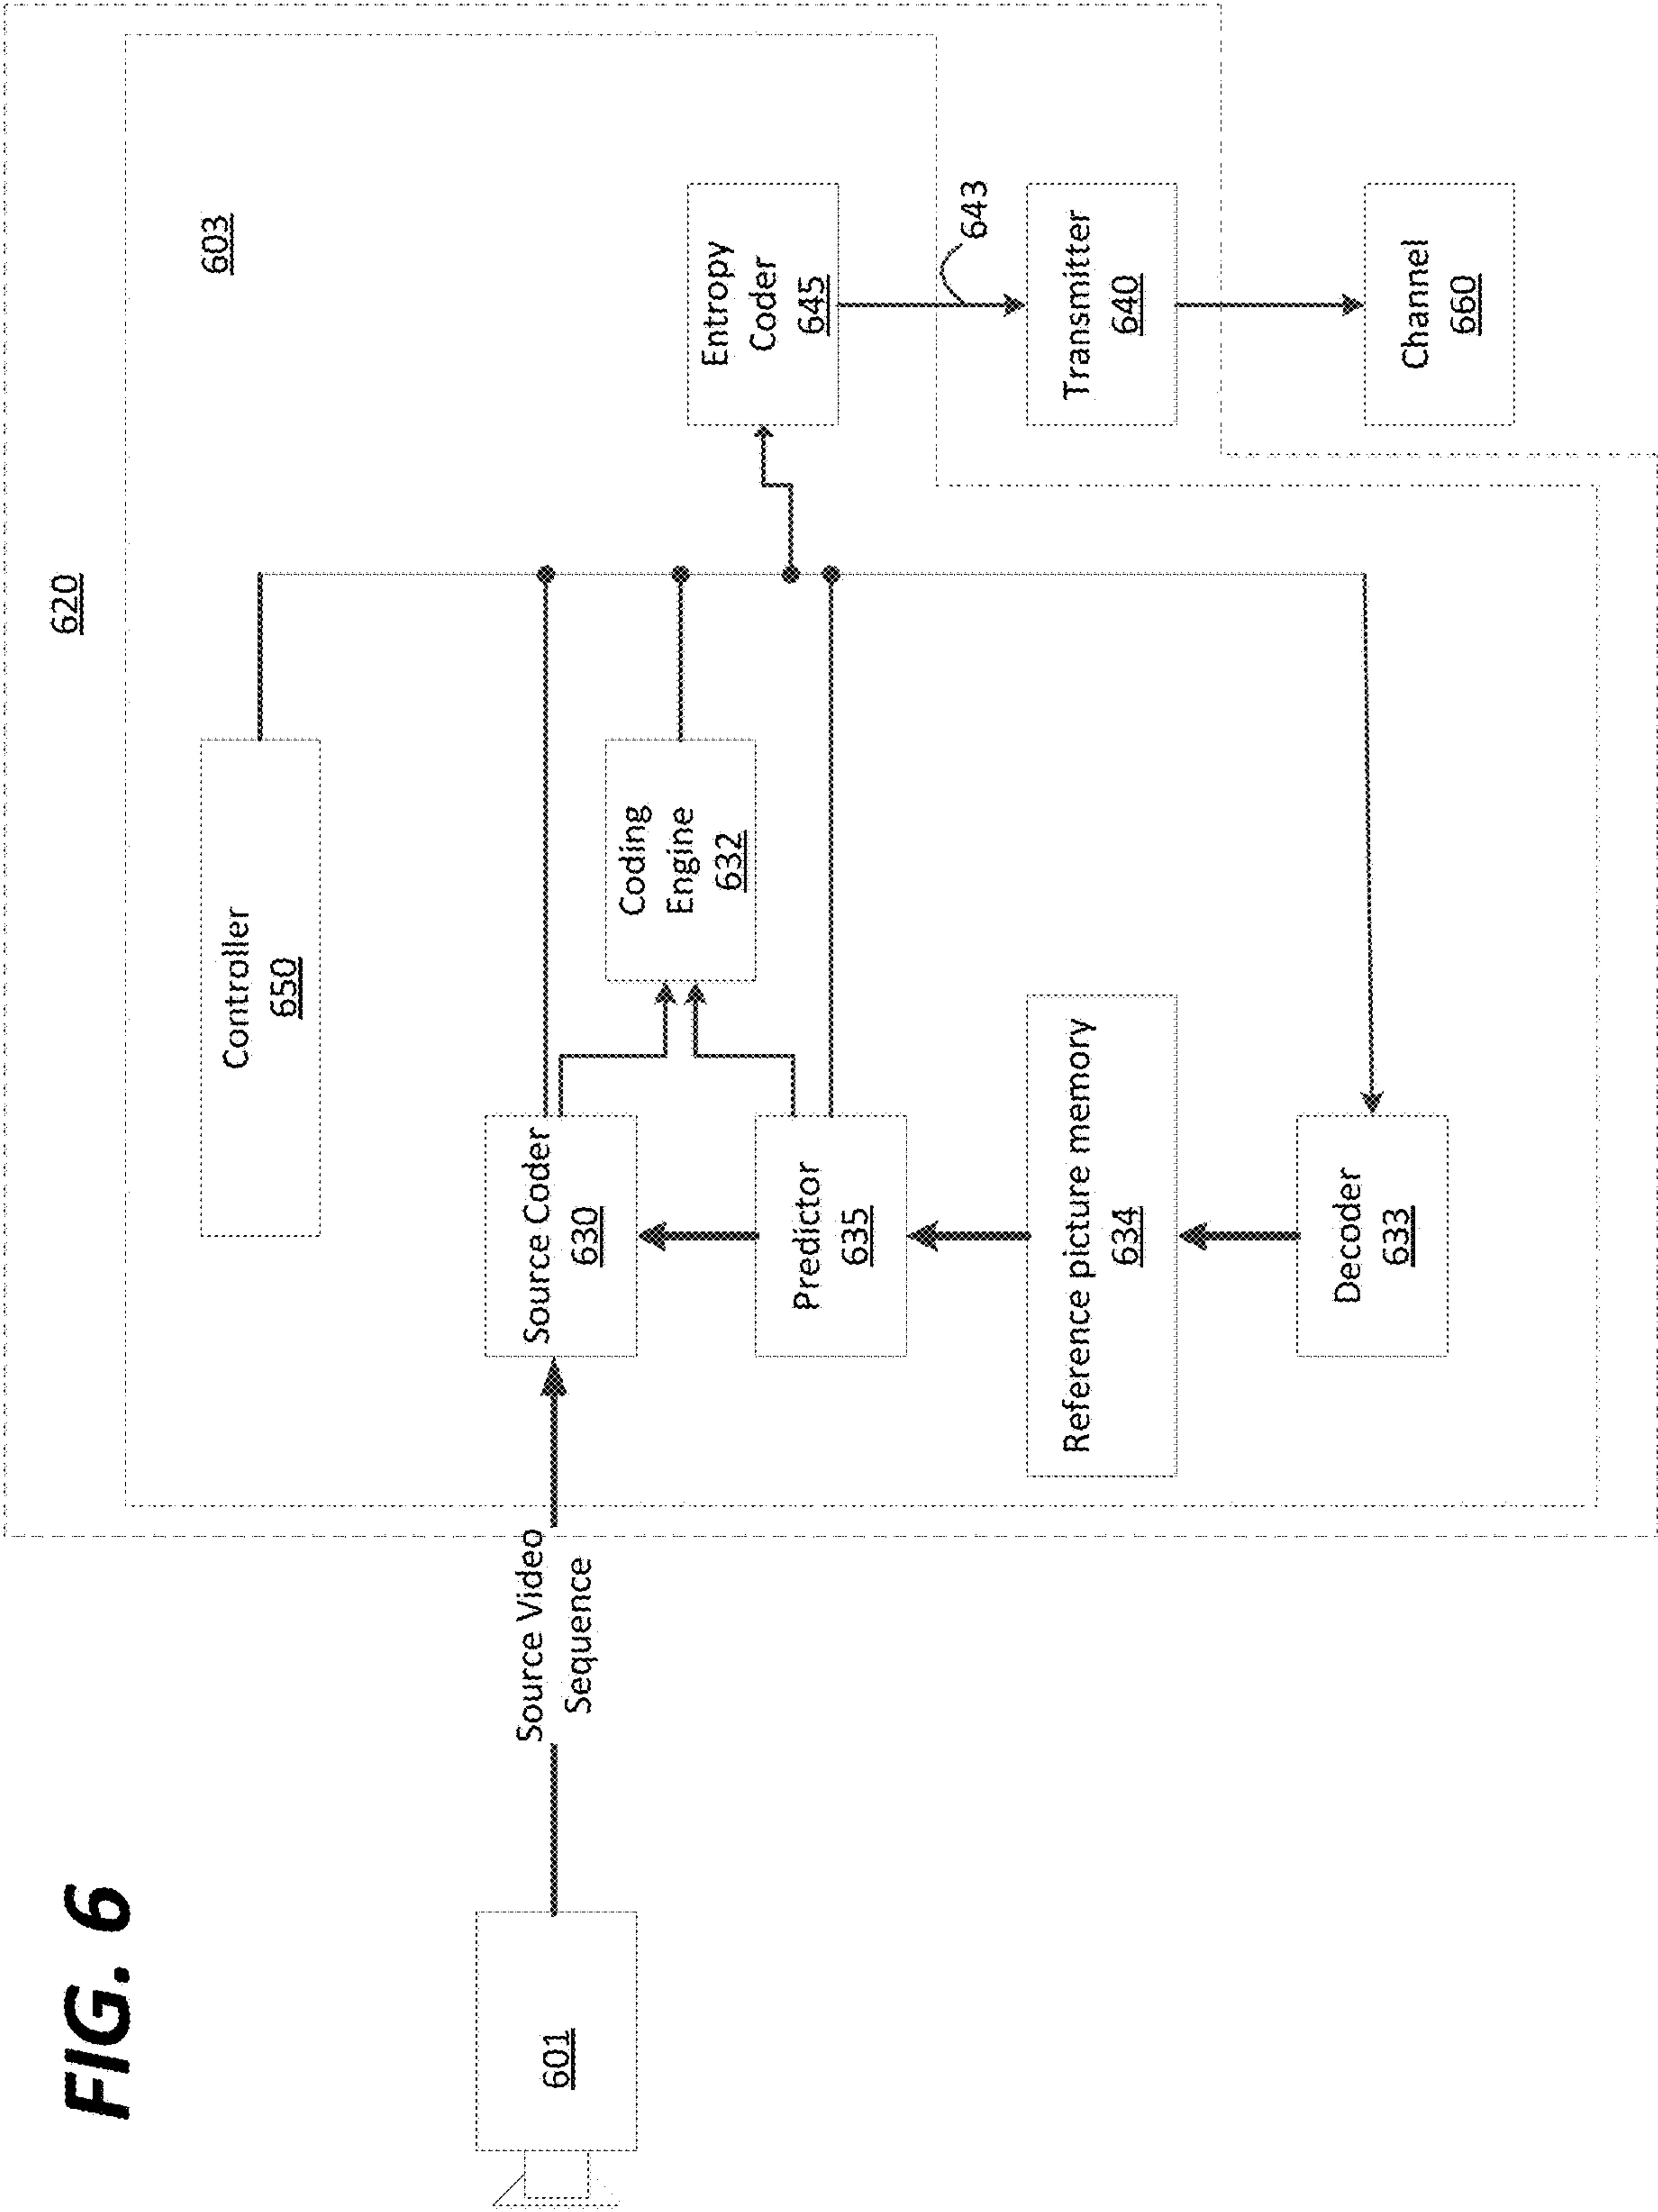 FIG. 6
620
603
Controller
650
601
Source Video
Sequence
Source Coder
630
Coding
Engine
632
Entropy
Coder
645
643
Predictor
635
Reference picture memory
634
Transmitter
640
Decoder
633
Channel
660